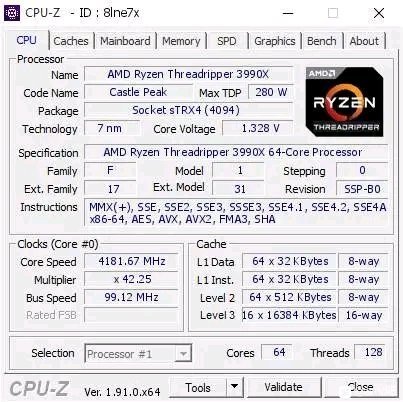 CPU-Z - ID : 8lne7x
CPU Caches Mainboard Memory SPD Graphics Bench About
Processor
Name AMD Ryzen Threadripper 3990X
Code Name Castle Peak Max TDP 280 W
Package Socket sTRX4 (4094)
Technology 7 nm Core Voltage 1.328 V
AMD
RYZEN
THREADRIPPER
Specification AMD Ryzen Threadripper 3990X 64-Core Processor
Family F Model 1 Stepping 0
Ext. Family 17 Ext. Model 31 Revision SSP-B0
Instructions MMX(+), SSE, SSE2, SSE3, SSSE3, SSE4.1, SSE4.2, SSE4A
x86-64, AES, AVX, AVX2, FMA3, SHA
Clocks (Core #0)
Core Speed 4181.67 MHz
Multiplier x 42.25
Bus Speed 99.12 MHz
Rated FSB
Cache
L1 Data 64 x 32 KBytes 8-way
L1 Inst. 64 x 32 KBytes 8-way
Level 2 64 x 512 KBytes 8-way
Level 3 16 x 16384 KBytes 16-way
Selection Processor #1 Cores 64 Threads 128
CPU-Z Ver. 1.91.0.x64 Tools Validate Close